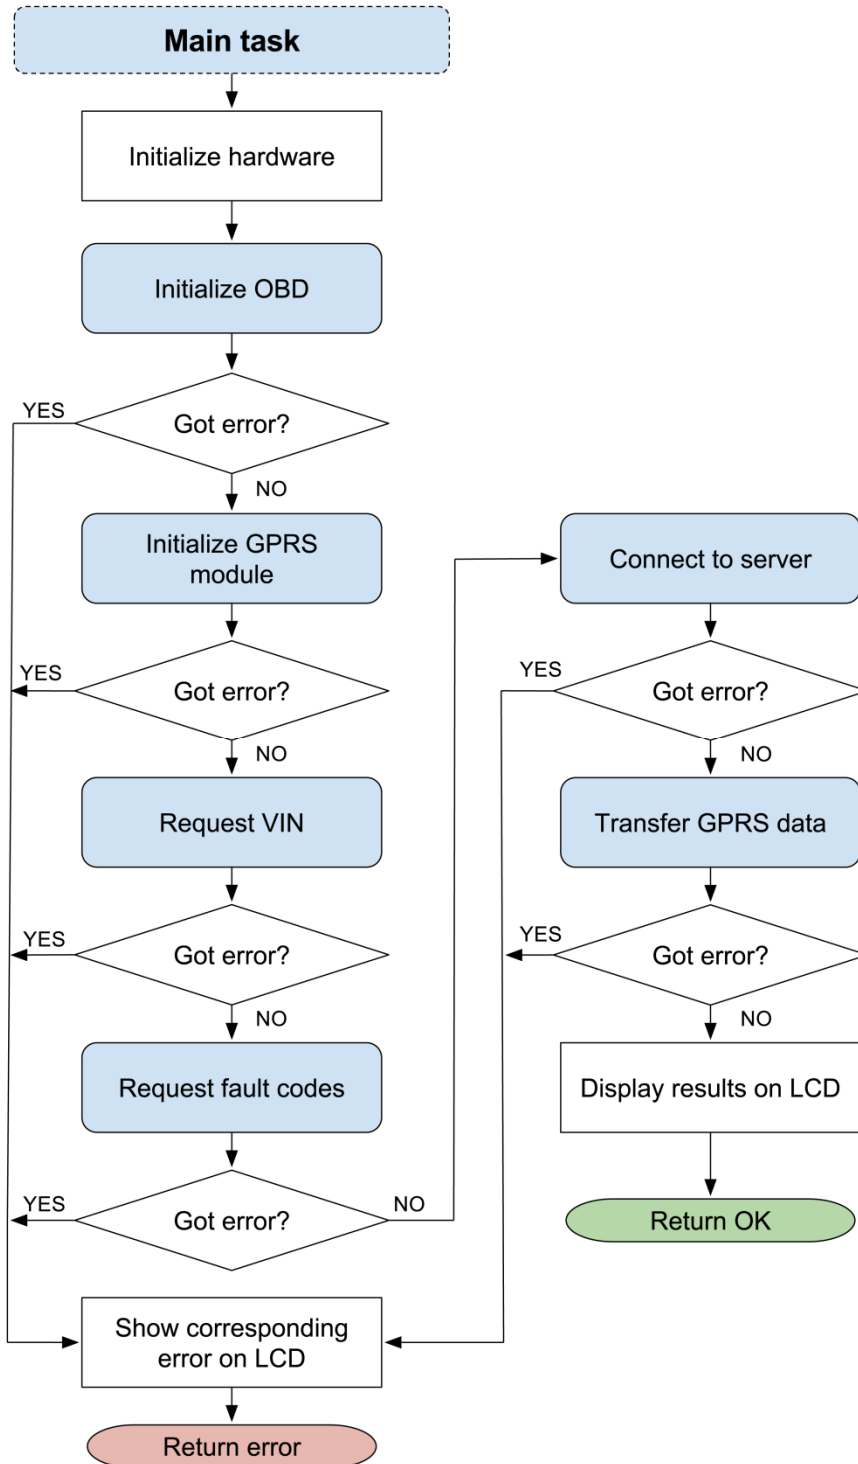 Main task
Initialize hardware
Initialize OBD
Got error?
YES
NO
Initialize GPRS
module
Got error?
YES
NO
Request VIN
Got error?
YES
NO
Request fault codes
Got error?
YES
NO
Connect to server
Got error?
YES
NO
Transfer GPRS data
Got error?
YES
NO
Display results on LCD
Return OK
Show corresponding
error on LCD
Return error